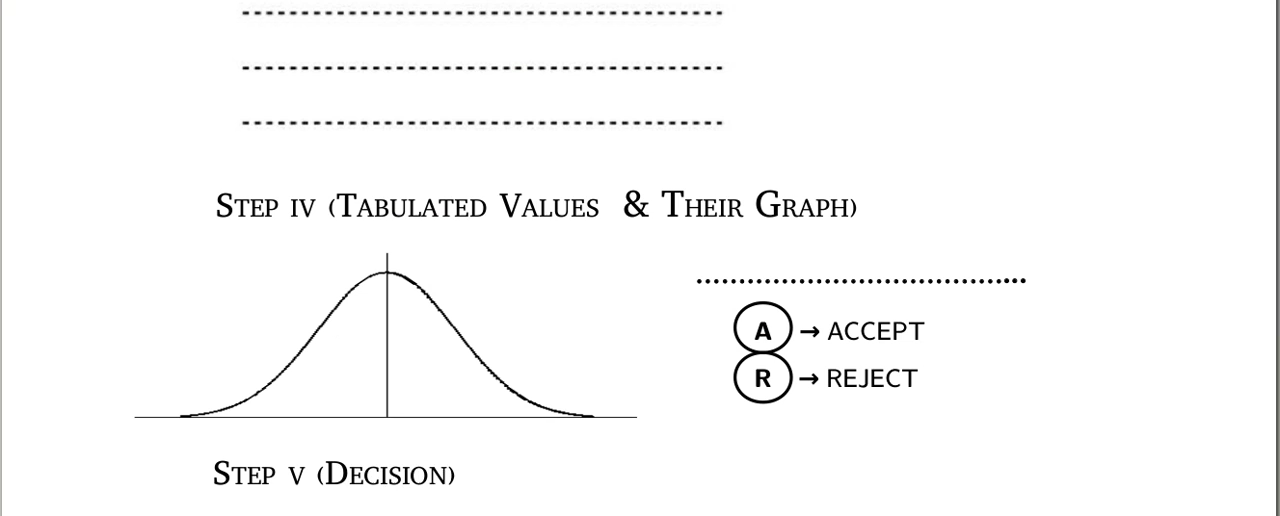 STEP IV (TABULATED VALUES & THEIR GRAPH)
A → ACCEPT
R → REJECT
STEP V (DECISION)